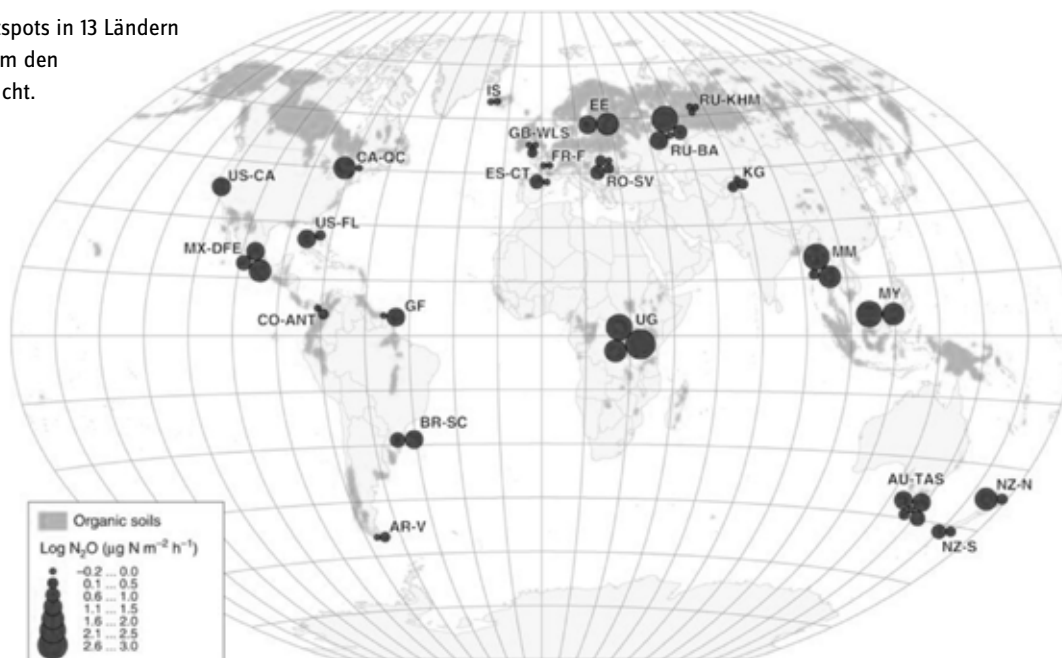 tspots in 13 Ländern
m den
cht.
IS
EE
RU-KHM
GB-WLS
CA-QC
FR-F
RU-BA
US-CA
ES-CT
RO-SV
KG
US-FL
MX-DFE
MM
MY
CO-ANT
GF
UG
BR-SC
AU-TAS
NZ-N
AR-V
NZ-S
Organic soils
Log N₂O (µg N m⁻² h⁻¹)
−0.2 ... 0.0
0.1 ... 0.5
0.6 ... 1.0
1.1 ... 1.5
1.6 ... 2.0
2.1 ... 2.5
2.6 ... 3.0